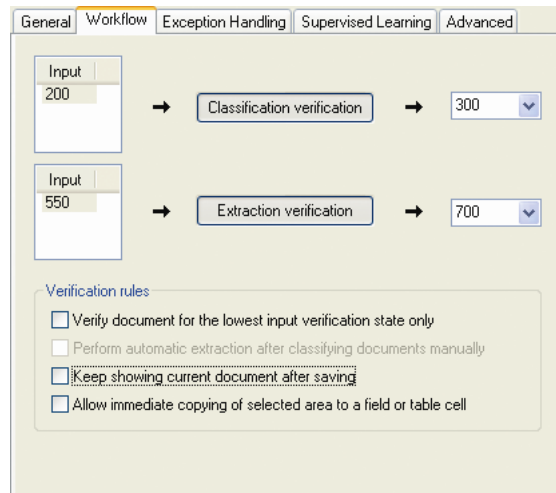 General Workflow Exception Handling Supervised Learning Advanced
Input
200
Classification verification
300
Input
550
Extraction verification
700
Verification rules
Verify document for the lowest input verification state only
Perform automatic extraction after classifying documents manually
Keep showing current document after saving
Allow immediate copying of selected area to a field or table cell